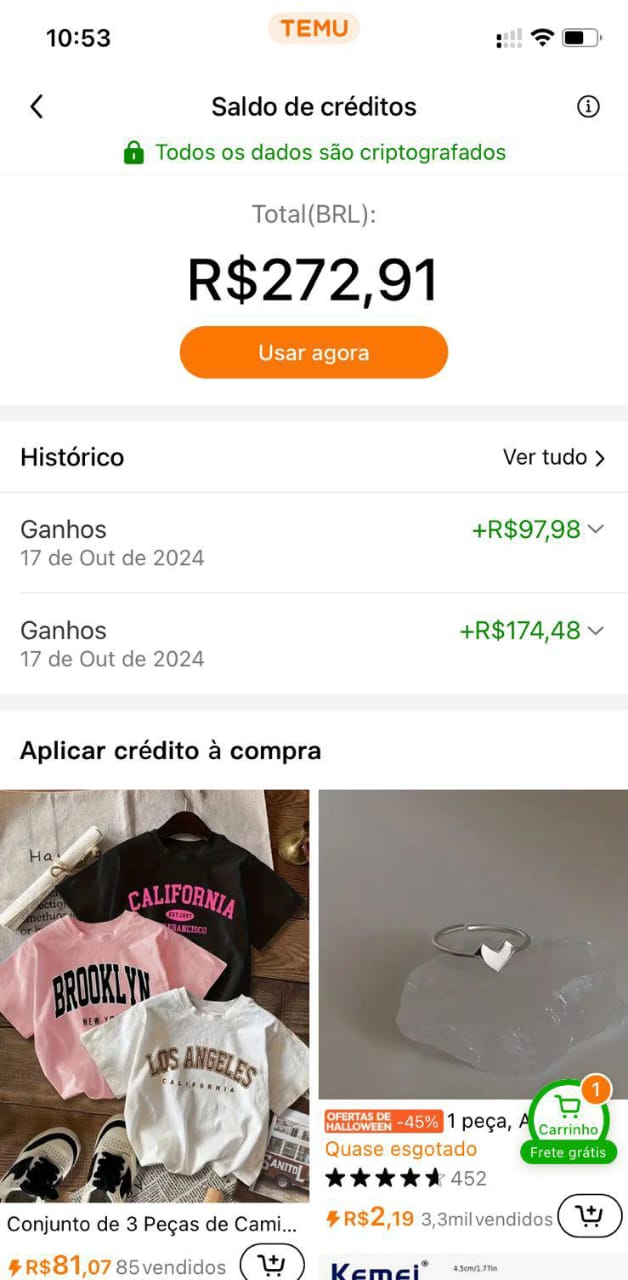 10:53
TEMU
Saldo de créditos
Todos os dados são criptografados
Total(BRL):
R$272,91
Usar agora
Histórico
Ver tudo
Ganhos
+R$97,98
17 de Out de 2024
Ganhos
+R$174,48
17 de Out de 2024
Aplicar crédito à compra
CALIFORNIA
FRANCISCO
BROOKLYN
LOS ANGELES
CALIFORNIA
Conjunto de 3 Peças de Cami...
R$81,07 85 vendidos
OFERTAS DE
HALLOWEEN -45% 1 peça, A
Quase esgotado
452
R$2,19 3,3mil vendidos
1
Carrinho
Frete grátis
Kemei®
4.5cm/1.77in